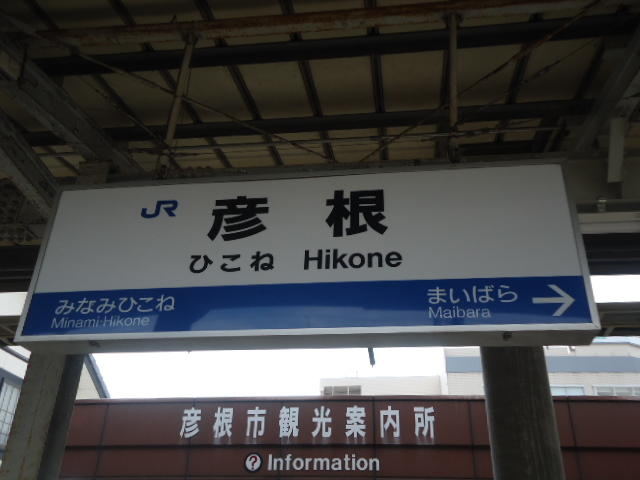 JR 彦根
ひこね Hikone
みなみひこね まいばら →
Minami-Hikone Maibara
彦根市観光案内所
? Information